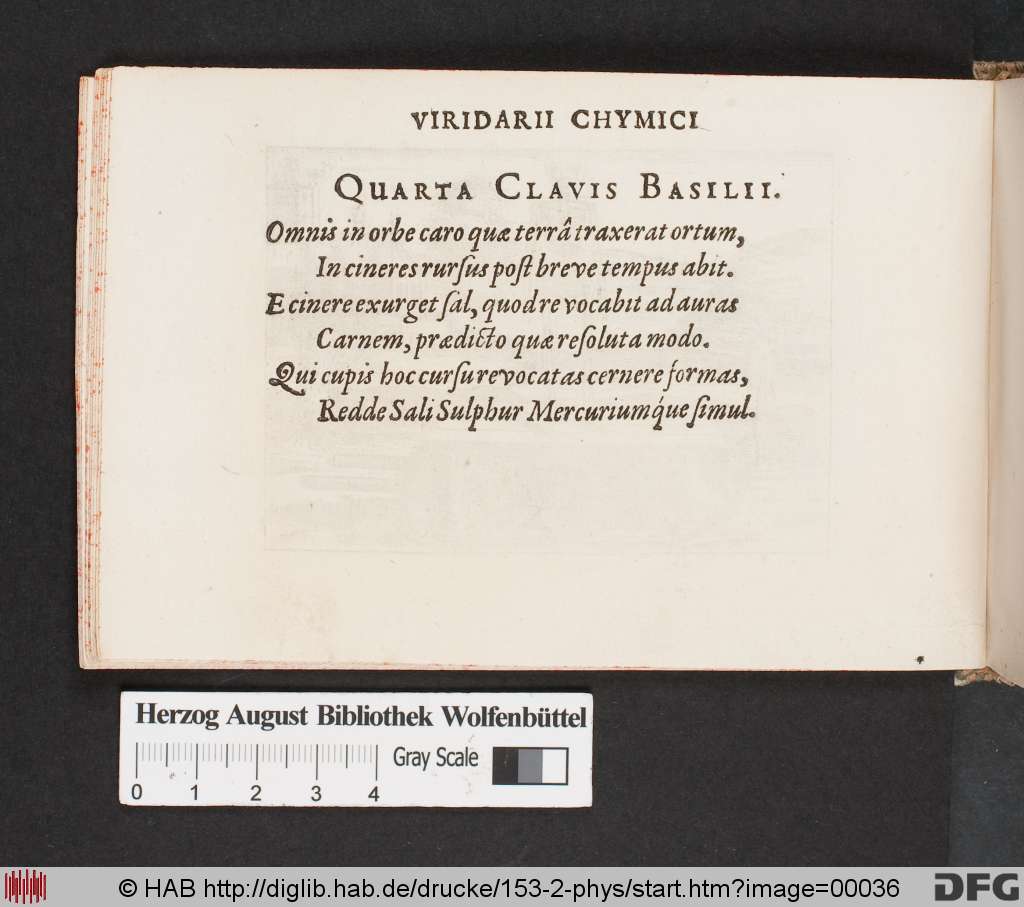 VIRIDARII CHYMICI
QUARTA CLAVIS BASILII.
Omnis in orbe caro quæ terrâ traxerat ortum,
In cineres rurſus poſt breve tempus abit.
E cinere exurget ſal, quod revocabit ad auras
Carnem, prædicto quæ reſoluta modo.
Qui cupis hoc curſu revocatas cernere formas,
Redde Sali Sulphur Mercuriumq́ue ſimul.
Herzog August Bibliothek Wolfenbüttel
Gray Scale
0 1 2 3 4
© HAB http://diglib.hab.de/drucke/153-2-phys/start.htm?image=00036
DFG